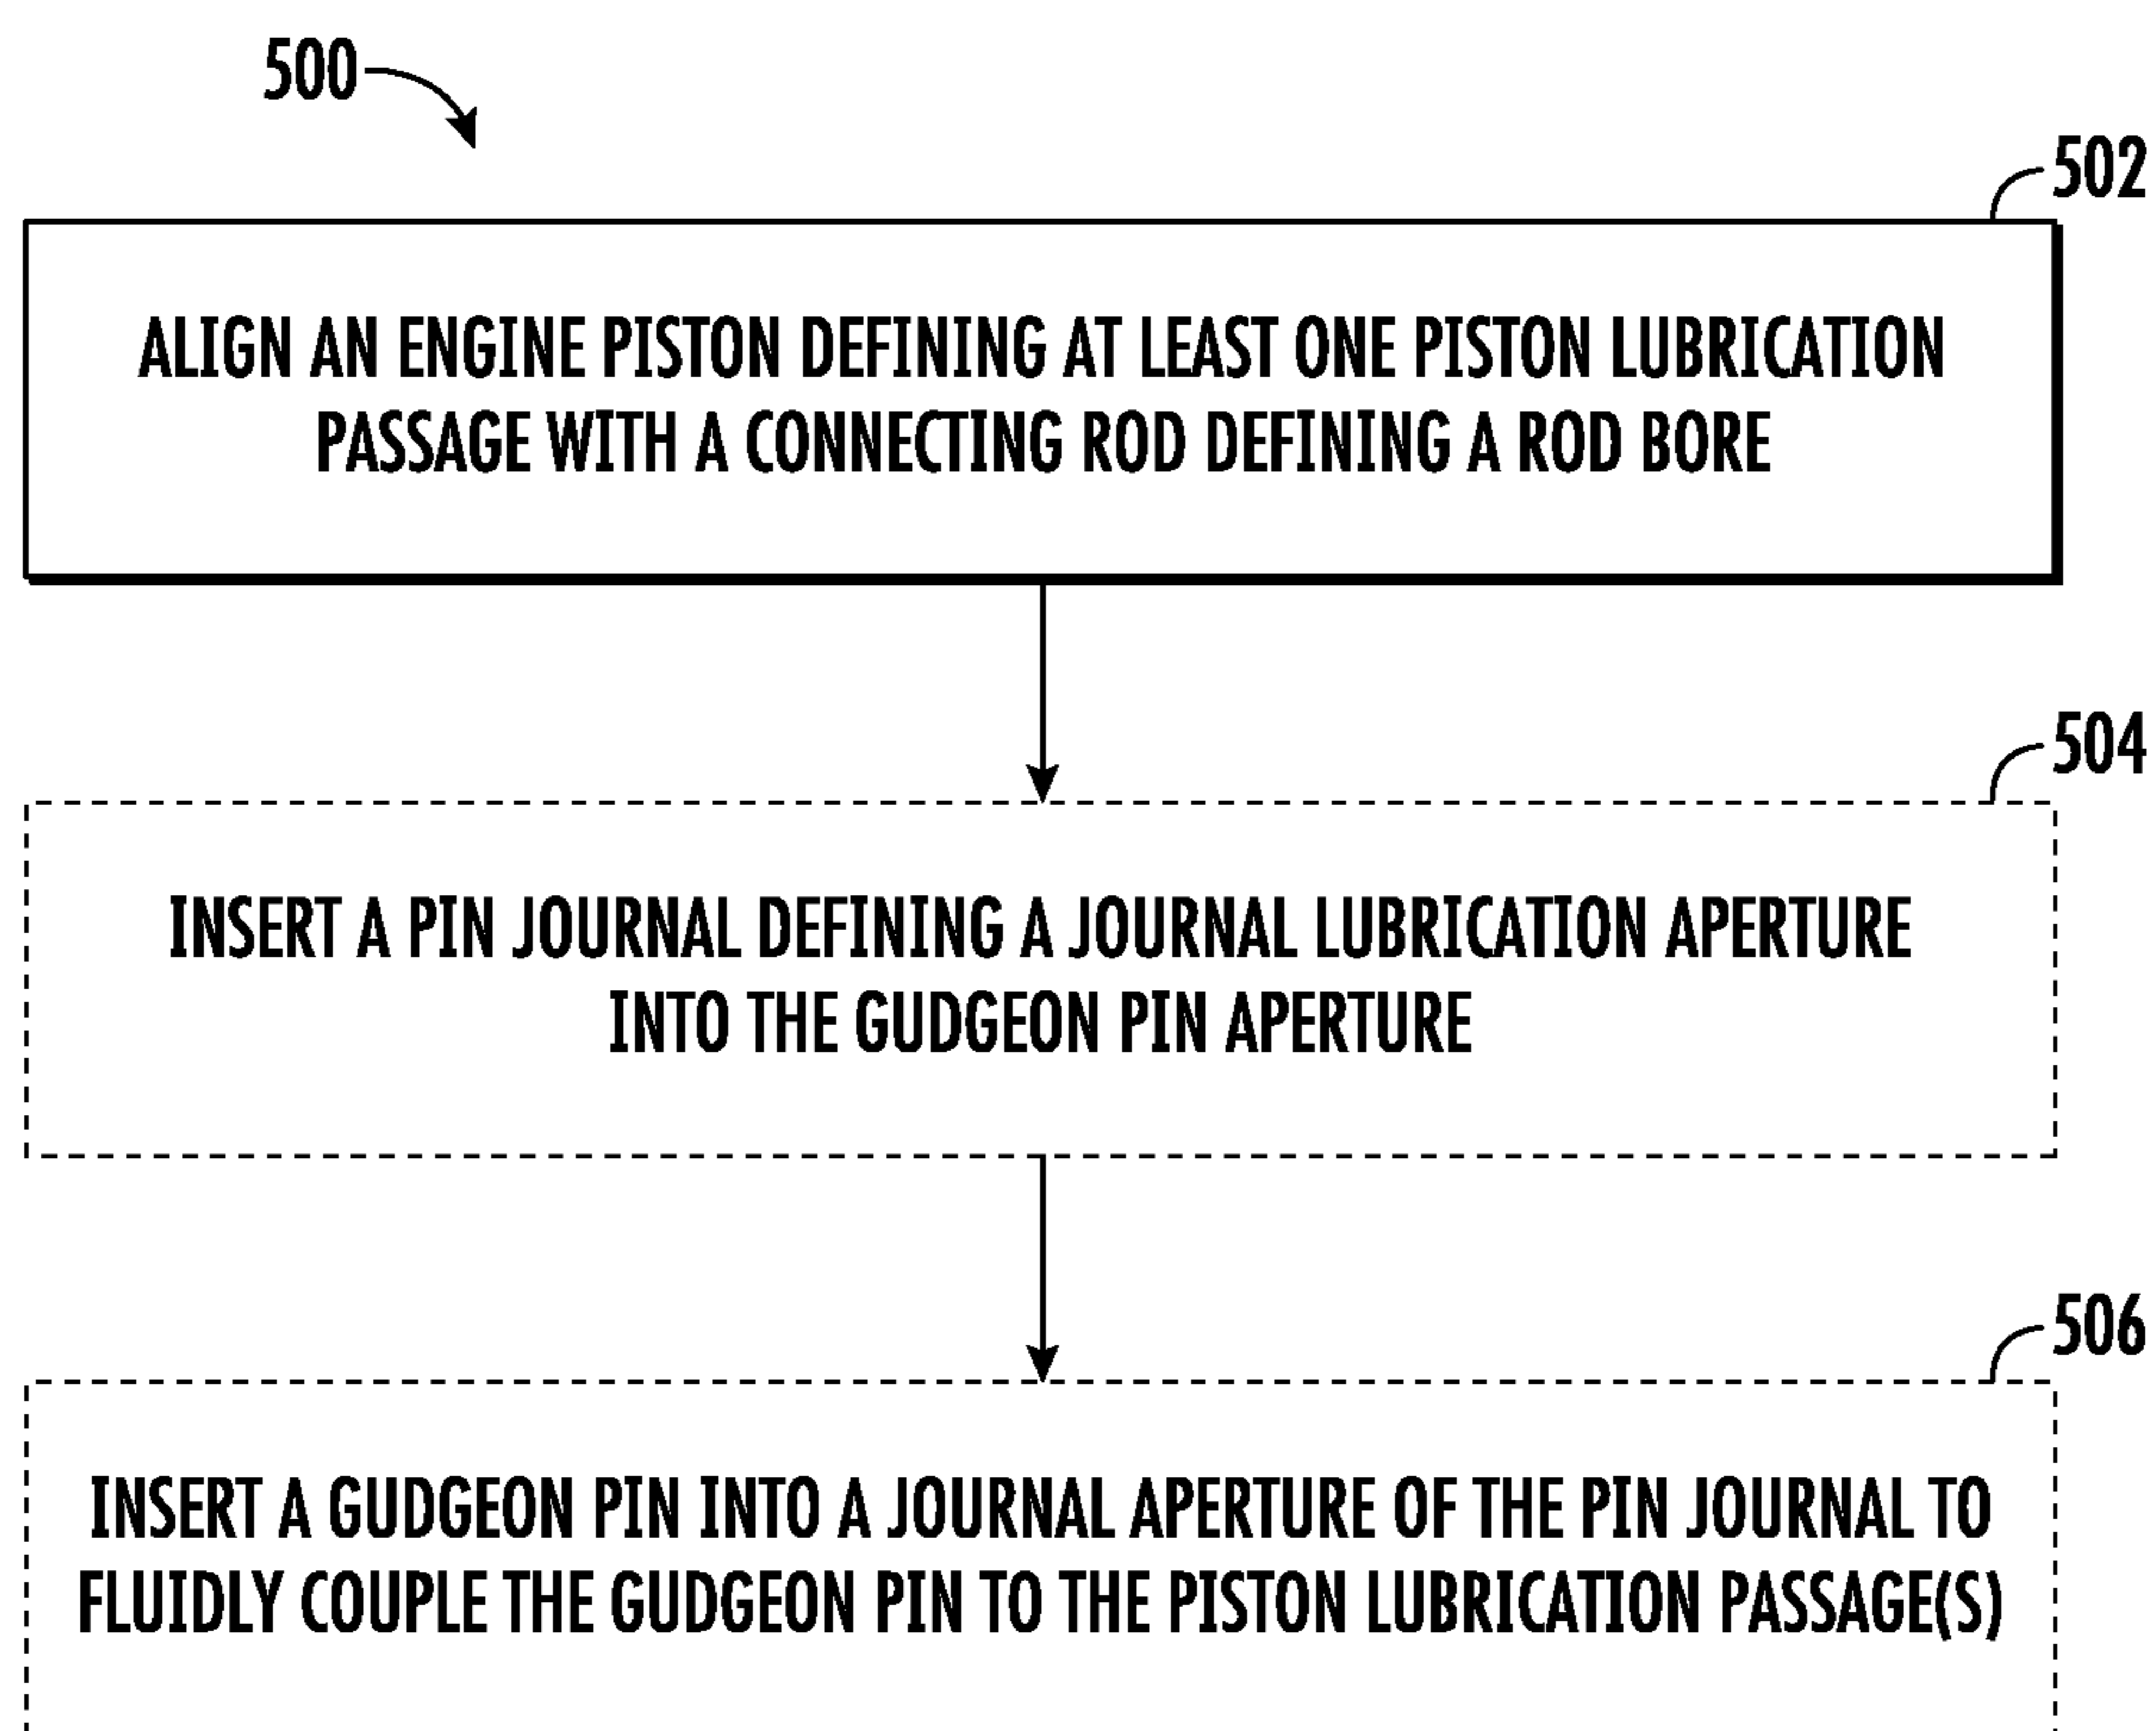 500
502
ALIGN AN ENGINE PISTON DEFINING AT LEAST ONE PISTON LUBRICATION
PASSAGE WITH A CONNECTING ROD DEFINING A ROD BORE
504
INSERT A PIN JOURNAL DEFINING A JOURNAL LUBRICATION APERTURE
INTO THE GUDGEON PIN APERTURE
506
INSERT A GUDGEON PIN INTO A JOURNAL APERTURE OF THE PIN JOURNAL TO
FLUIDLY COUPLE THE GUDGEON PIN TO THE PISTON LUBRICATION PASSAGE(S)